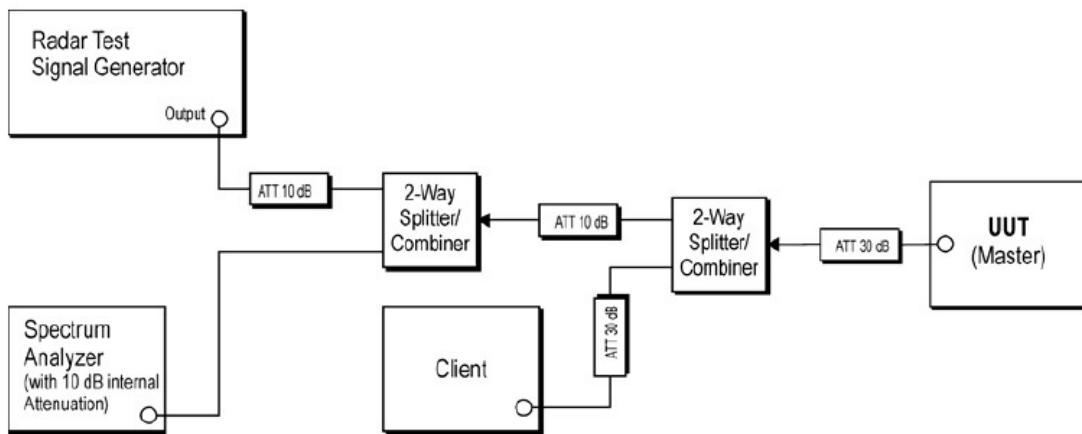 Radar Test
Signal Generator
Output
ATT 10 dB
2-Way
Splitter/
Combiner
ATT 10 dB
2-Way
Splitter/
Combiner
ATT 30 dB
UUT
(Master)
ATT 30 dB
Spectrum
Analyzer
(with 10 dB internal
Attenuation)
Client